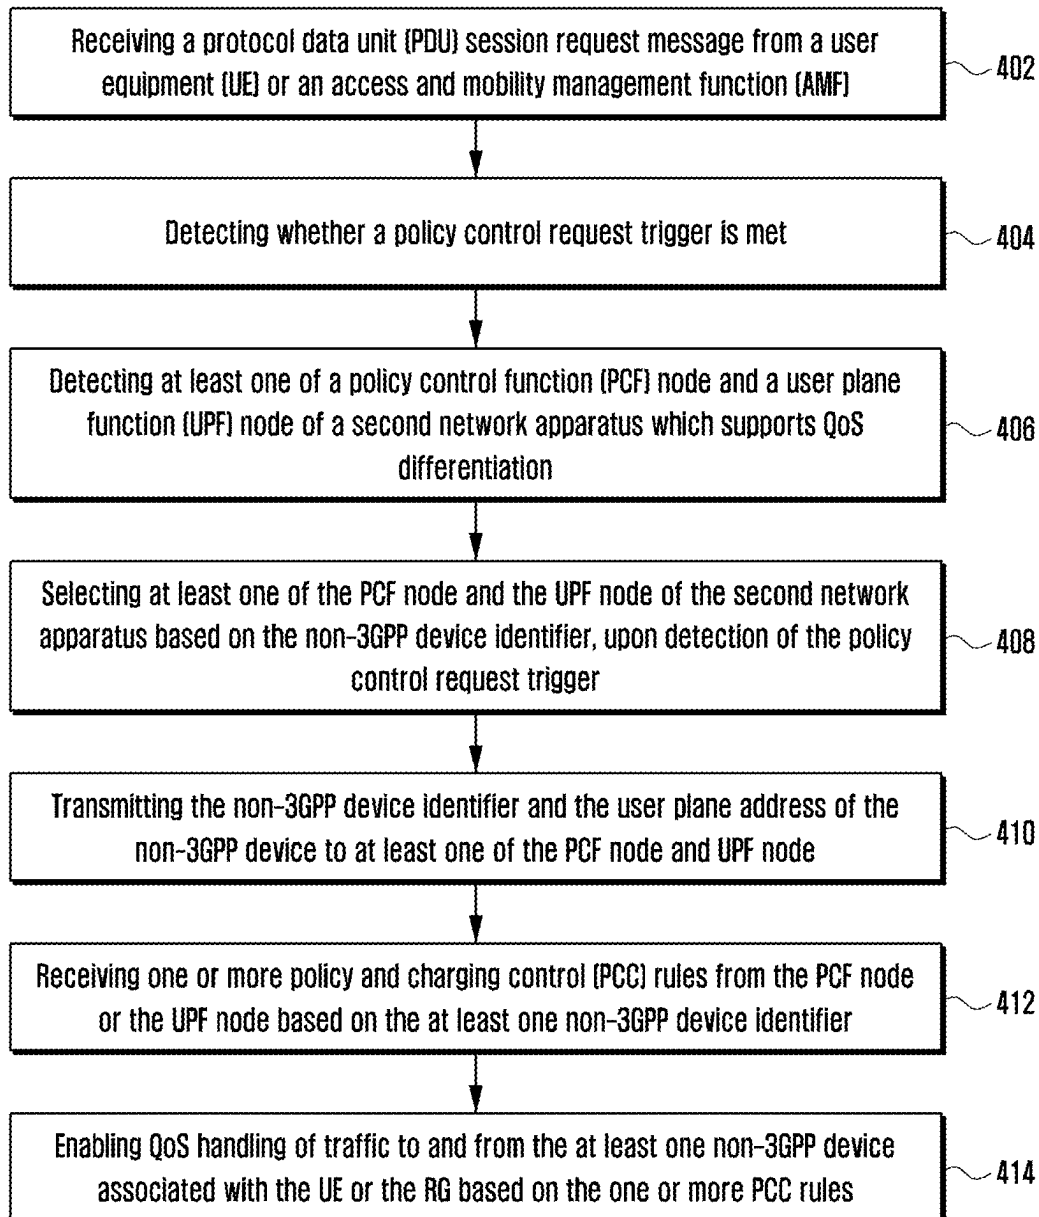 Receiving a protocol data unit (PDU) session request message from a user
equipment (UE) or an access and mobility management function (AMF)
402
Detecting whether a policy control request trigger is met
404
Detecting at least one of a policy control function (PCF) node and a user plane
function (UPF) node of a second network apparatus which supports QoS
differentiation
406
Selecting at least one of the PCF node and the UPF node of the second network
apparatus based on the non-3GPP device identifier, upon detection of the policy
control request trigger
408
Transmitting the non-3GPP device identifier and the user plane address of the
non-3GPP device to at least one of the PCF node and UPF node
410
Receiving one or more policy and charging control (PCC) rules from the PCF node
or the UPF node based on the at least one non-3GPP device identifier
412
Enabling QoS handling of traffic to and from the at least one non-3GPP device
associated with the UE or the RG based on the one or more PCC rules
414